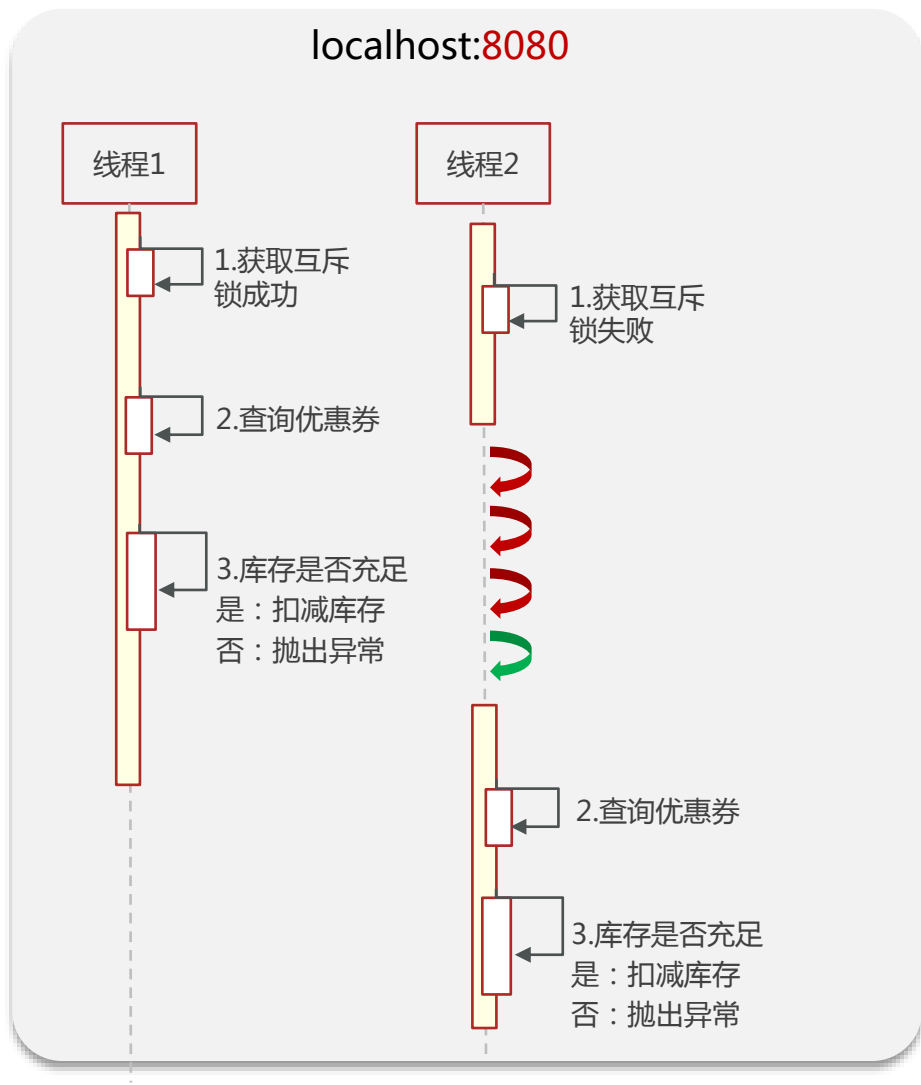 localhost:8080
线程1
线程2
1.获取互斥
锁成功
1.获取互斥
锁失败
2.查询优惠券
3.库存是否充足
是：扣减库存
否：抛出异常
2.查询优惠券
3.库存是否充足
是：扣减库存
否：抛出异常